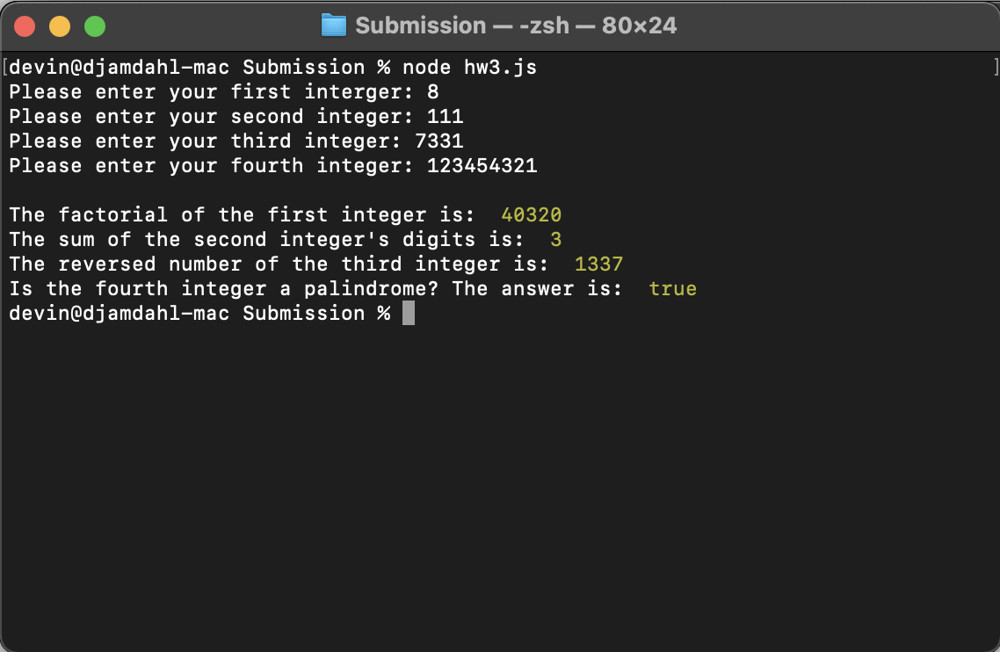 Submission — -zsh — 80×24
[devin@djamdahl-mac Submission % node hw3.js ]
Please enter your first interger: 8
Please enter your second integer: 111
Please enter your third integer: 7331
Please enter your fourth integer: 123454321
The factorial of the first integer is:  40320
The sum of the second integer's digits is:  3
The reversed number of the third integer is:  1337
Is the fourth integer a palindrome? The answer is:  true
devin@djamdahl-mac Submission %